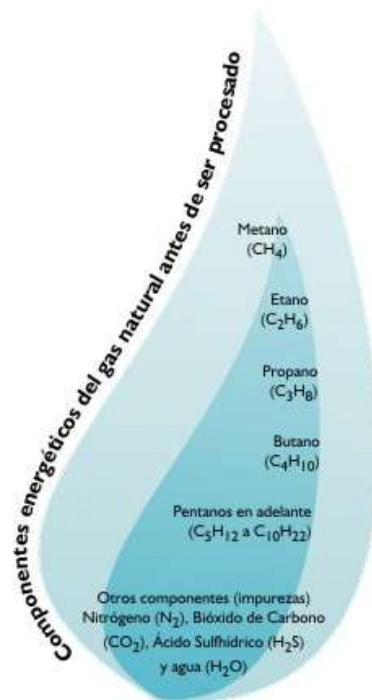 Componentes energéticos del gas natural antes de ser procesado
Metano
(CH₄)
Etano
(C₂H₆)
Propano
(C₃H₈)
Butano
(C₄H₁₀)
Pentanos en adelante
(C₅H₁₂ a C₁₀H₂₂)
Otros componentes (impurezas)
Nitrógeno (N₂), Bióxido de Carbono
(CO₂), Ácido Sulfhídrico (H₂S)
y agua (H₂O)